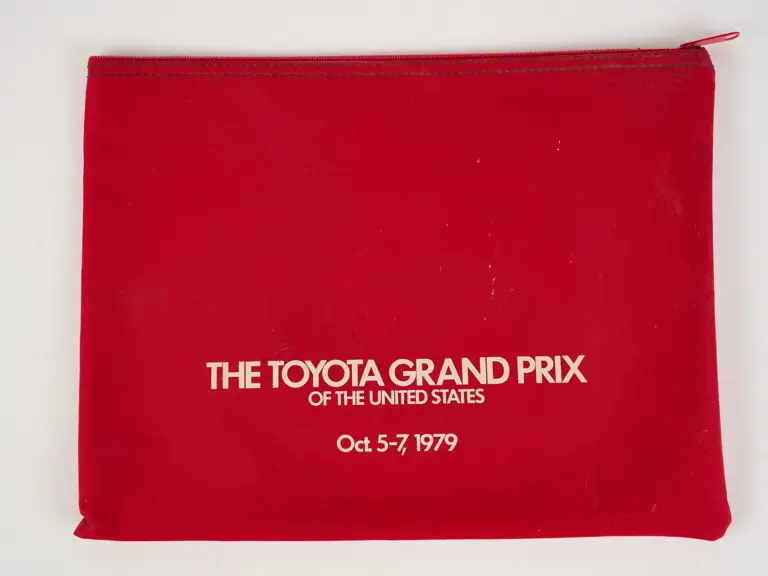 THE TOYOTA GRAND PRIX
OF THE UNITED STATES
Oct. 5-7, 1979